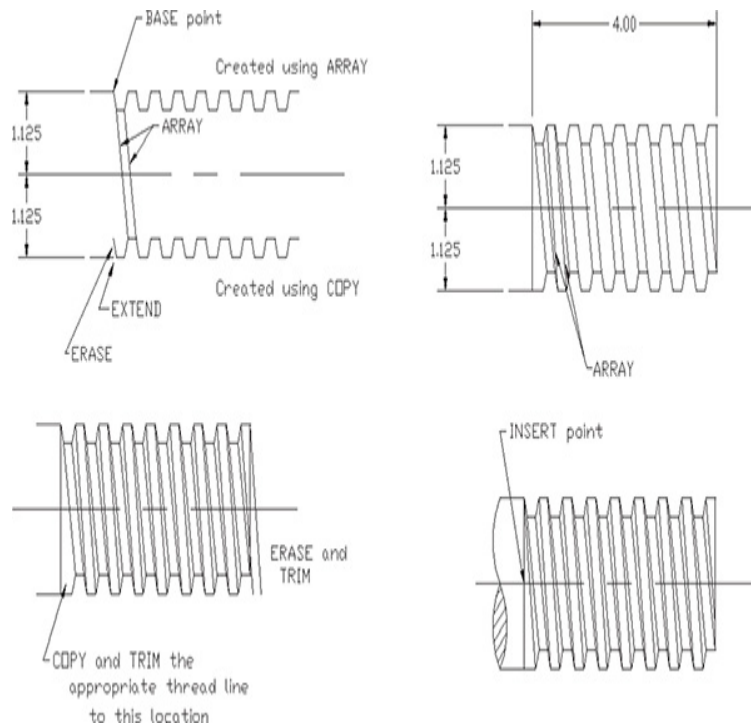 BASE point
Created using ARRAY
1.125
ARRAY
1.125
Created using COPY
EXTEND
ERASE
4.00
1.125
1.125
ARRAY
ERASE and
TRIM
COPY and TRIM the
appropriate thread line
to this location
INSERT point